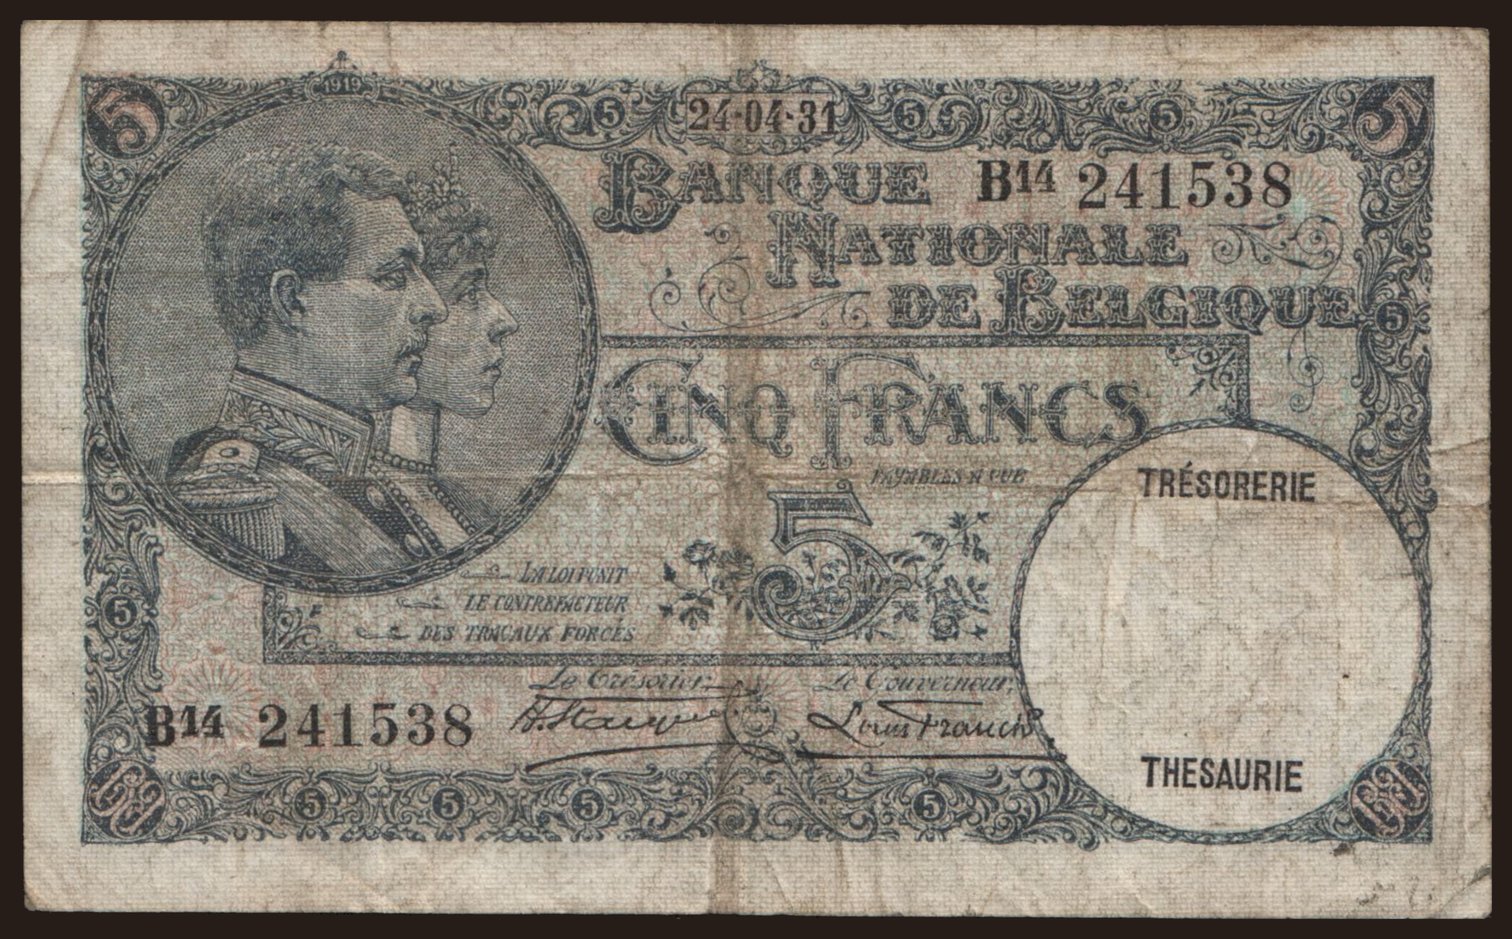 1919
5
5
24·04·31
5
5
5
BANQUE
B14 241538
NATIONALE
DE BELGIQUE
5
CINQ FRANCS
PAYABLES A VUE
TRÉSORERIE
5
LA LOI PUNIT
LE CONTREFACTEUR
DES TRAVAUX FORCÉS
5
Le Trésorier,
Le Gouverneur,
B14 241538
Louis Franck
THESAURIE
5
5
5
5